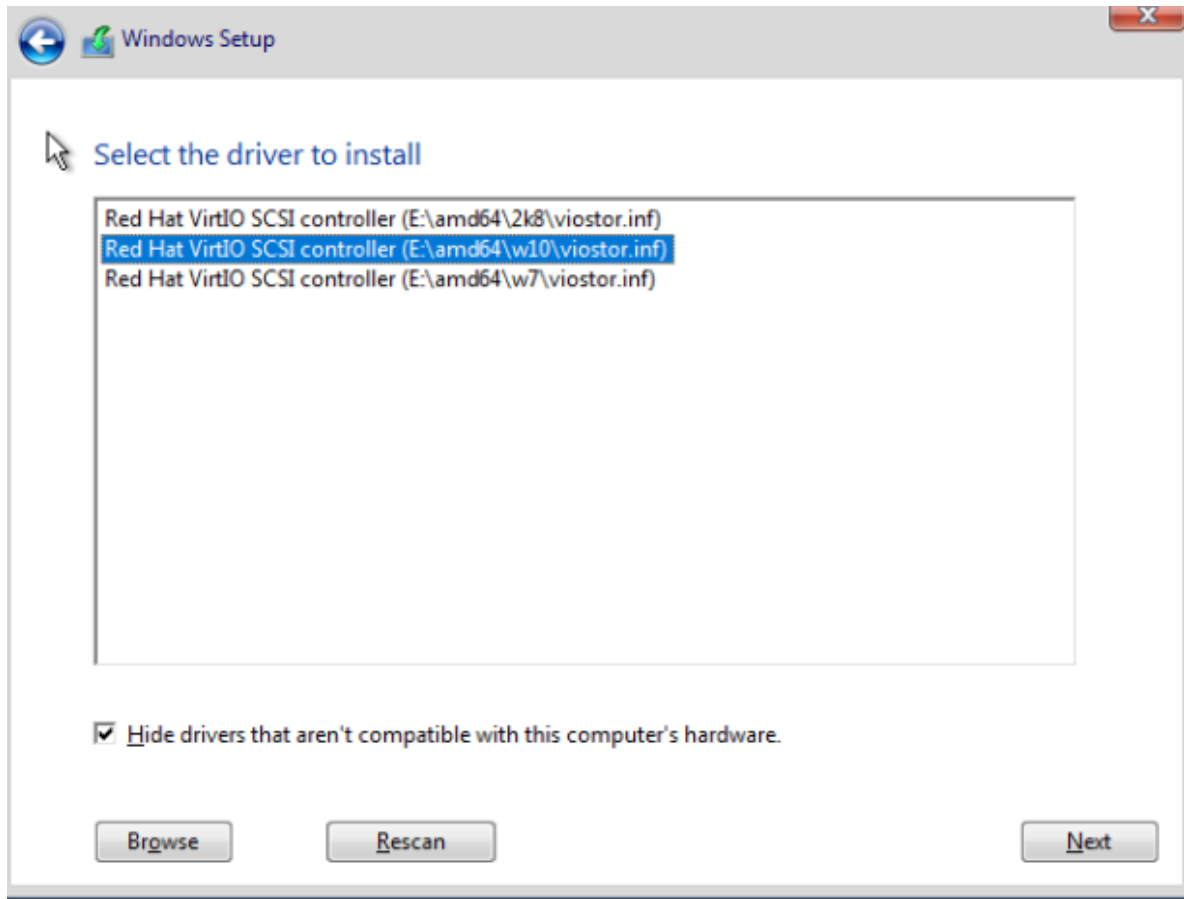 Windows Setup
Select the driver to install
Red Hat VirtIO SCSI controller (E:\amd64\2k8\viostor.inf)
Red Hat VirtIO SCSI controller (E:\amd64\w10\viostor.inf)
Red Hat VirtIO SCSI controller (E:\amd64\w7\viostor.inf)
Hide drivers that aren't compatible with this computer's hardware.
Browse Rescan Next